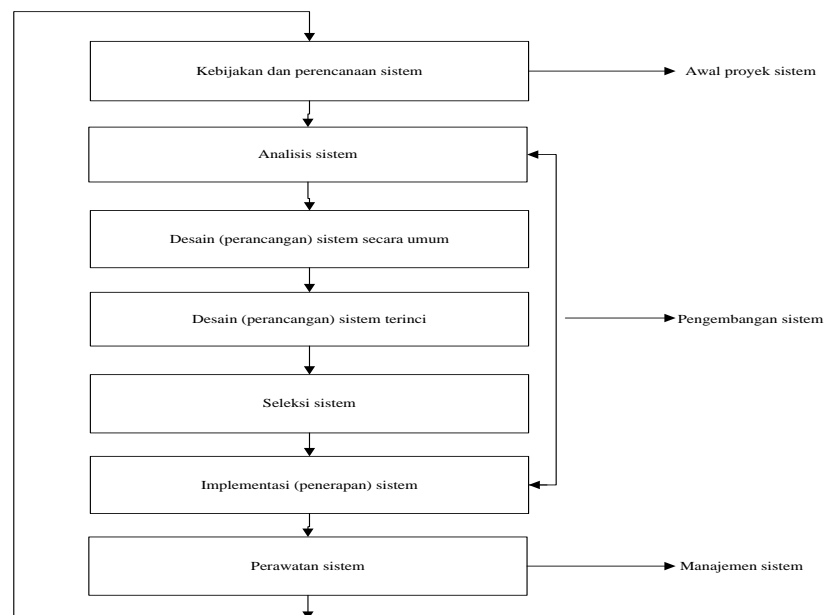 Kebijakan dan perencanaan sistem
Awal proyek sistem
Analisis sistem
Desain (perancangan) sistem secara umum
Desain (perancangan) sistem terinci
Pengembangan sistem
Seleksi sistem
Implementasi (penerapan) sistem
Perawatan sistem
Manajemen sistem